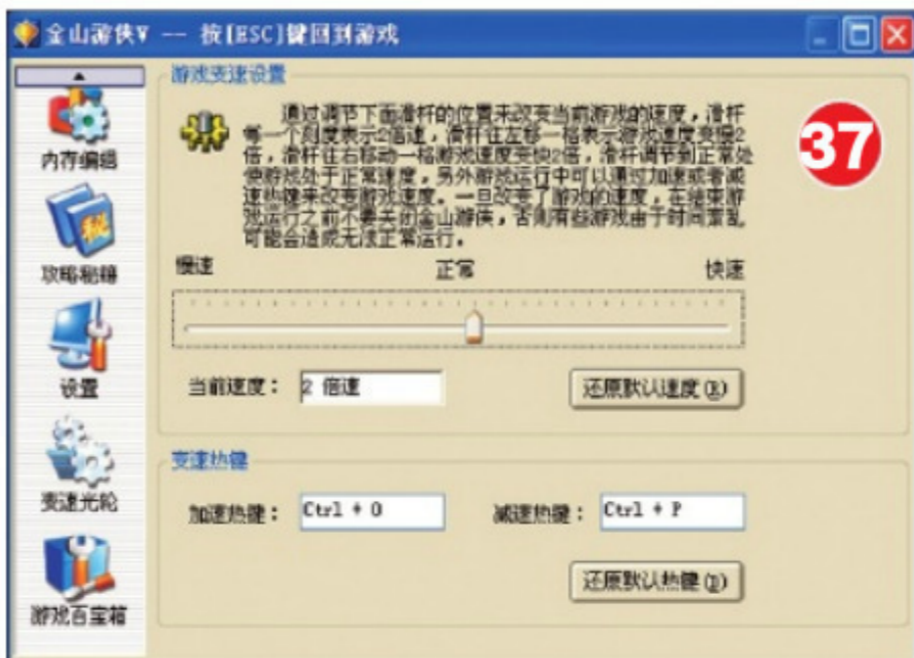 金山游侠V -- 按[ESC]键回到游戏
游戏变速设置
通过调节下面滑杆的位置来改变当前游戏的速度，滑杆
每一个刻度表示2倍速，滑杆往左移一格表示游戏速度变慢2
倍，滑杆往右移动一格游戏速度变快2倍，滑杆调节到正常处
使游戏处于正常速度，另外游戏运行中可以通过加速或者减
速热键来改变游戏速度。一旦改变了游戏的速度，在结束游
戏运行之前不要关闭金山游侠，否则有些游戏由于时间紊乱
可能会造成无法正常运行。
37
内存编辑
攻略秘籍
设置
变速光轮
游戏百宝箱
慢速 正常 快速
当前速度： 2 倍速 还原默认速度(R)
变速热键
加速热键： Ctrl + O 减速热键： Ctrl + P
还原默认热键(D)